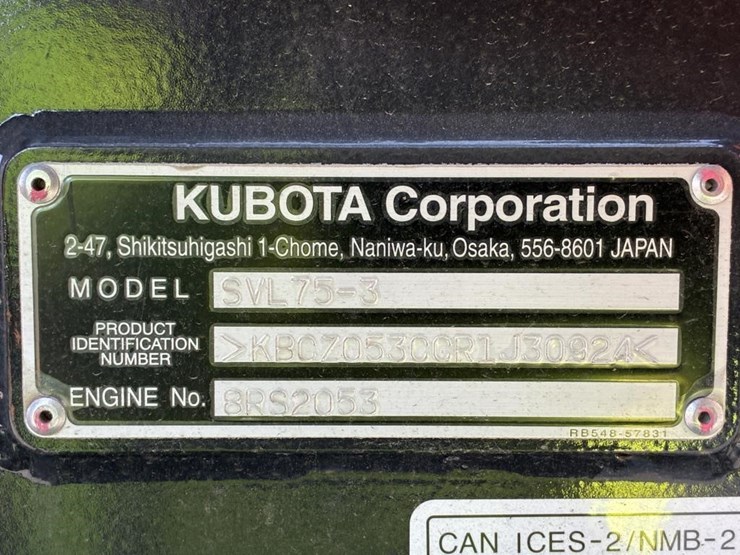 KUBOTA Corporation
2-47, Shikitsuhigashi 1-Chome, Naniwa-ku, Osaka, 556-8601 JAPAN
MODEL SVL75-3
PRODUCT
IDENTIFICATION
NUMBER >KBCZ053CCR1J30924<
ENGINE No. 8RS2053
RB548-57831
CAN ICES-2/NMB-2